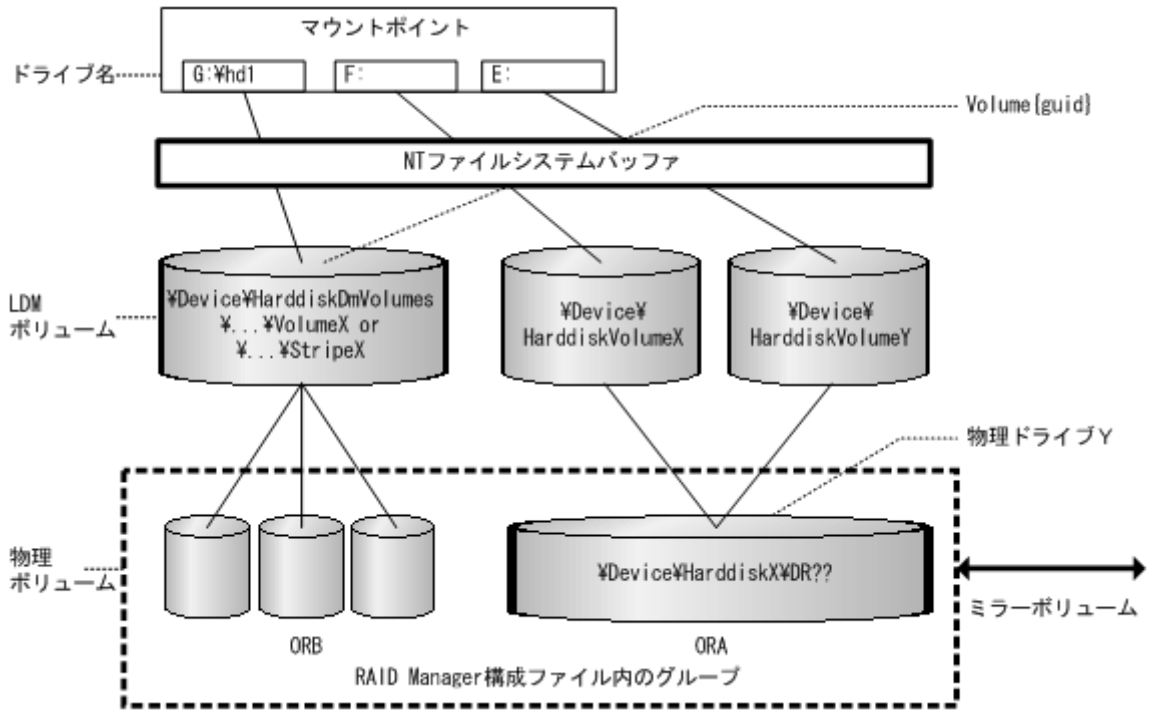 マウントポイント
ドライブ名
G:¥hd1
F:
E:
Volume{guid}
NTファイルシステムバッファ
LDM
ボリューム
¥Device¥HarddiskDmVolumes
¥...¥VolumeX or
¥...¥StripeX
¥Device¥
HarddiskVolumeX
¥Device¥
HarddiskVolumeY
物理ドライブY
物理
ボリューム
¥Device¥HarddiskX¥DR??
ミラーボリューム
ORB
ORA
RAID Manager構成ファイル内のグループ